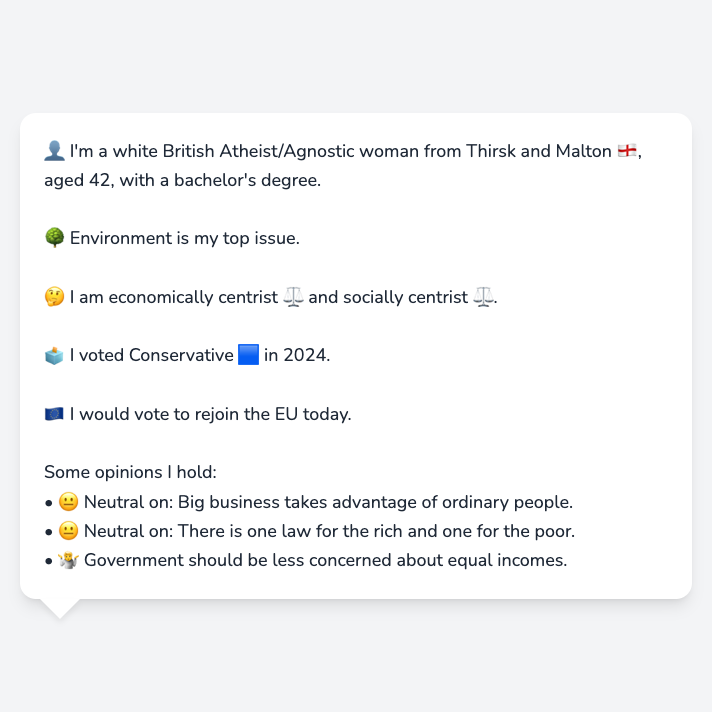 👤 I'm a white British Atheist/Agnostic woman from Thirsk and Malton 🏴󠁧󠁢󠁥󠁮󠁧󠁿,
aged 42, with a bachelor's degree.
🌳 Environment is my top issue.
🤔 I am economically centrist ⚖️ and socially centrist ⚖️.
🗳️ I voted Conservative 🟦 in 2024.
🇪🇺 I would vote to rejoin the EU today.
Some opinions I hold:
• 😐 Neutral on: Big business takes advantage of ordinary people.
• 😐 Neutral on: There is one law for the rich and one for the poor.
• 🤷‍♀️ Government should be less concerned about equal incomes.